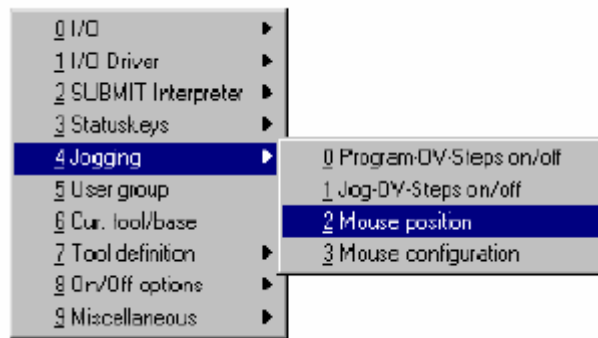 0 I/O
1 I/O Driver
2 SUBMIT Interpreter
3 Statuskeys
4 Jogging
5 User group
6 Cur. tool/base
7 Tool definition
8 On/Off options
9 Miscellaneous
0 Program-OV-Steps on/off
1 Jog-OV-Steps on/off
2 Mouse position
3 Mouse configuration